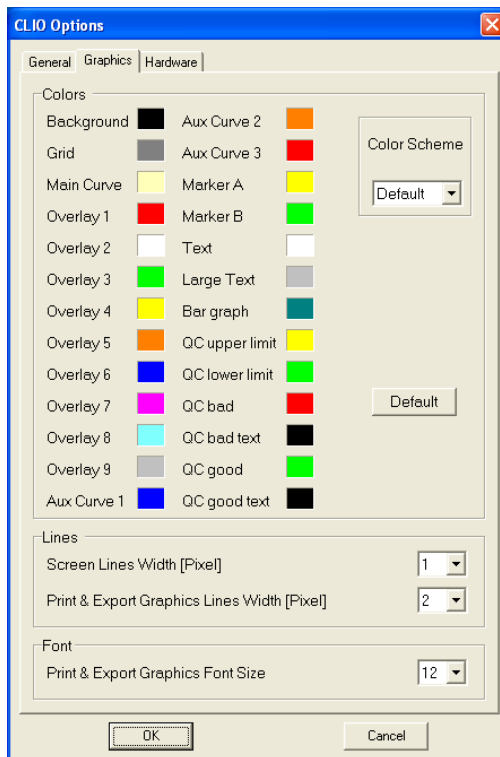 CLIO Options
General Graphics Hardware
Colors
Background Aux Curve 2
Grid Aux Curve 3
Color Scheme
Main Curve Marker A
Default
Overlay 1 Marker B
Overlay 2 Text
Overlay 3 Large Text
Overlay 4 Bar graph
Overlay 5 QC upper limit
Overlay 6 QC lower limit
Overlay 7 QC bad
Default
Overlay 8 QC bad text
Overlay 9 QC good
Aux Curve 1 QC good text
Lines
Screen Lines Width [Pixel] 1
Print & Export Graphics Lines Width [Pixel] 2
Font
Print & Export Graphics Font Size 12
OK Cancel